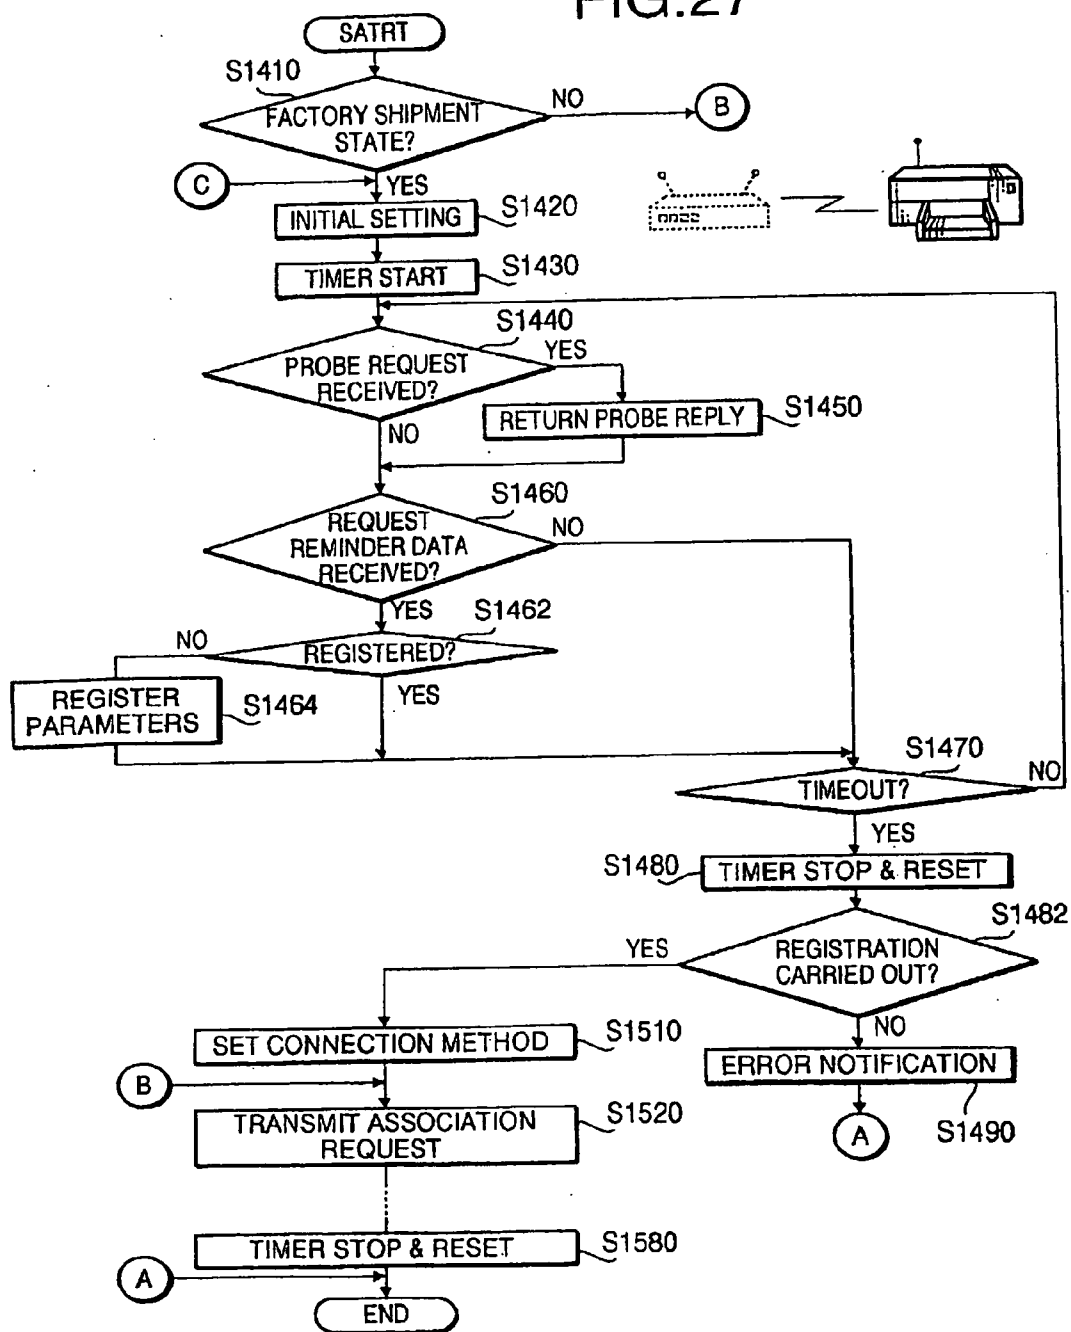 FIG.27
SATRT
S1410
FACTORY SHIPMENT
STATE?
NO
B
C
YES
INITIAL SETTING
S1420
TIMER START
S1430
S1440
PROBE REQUEST
RECEIVED?
YES
RETURN PROBE REPLY
S1450
NO
S1460
REQUEST
REMINDER DATA
RECEIVED?
NO
YES
S1462
NO
REGISTERED?
YES
REGISTER
PARAMETERS
S1464
S1470
TIMEOUT?
NO
YES
S1480
TIMER STOP & RESET
S1482
YES
REGISTRATION
CARRIED OUT?
NO
SET CONNECTION METHOD
S1510
ERROR NOTIFICATION
S1490
A
B
TRANSMIT ASSOCIATION
REQUEST
S1520
TIMER STOP & RESET
S1580
A
END